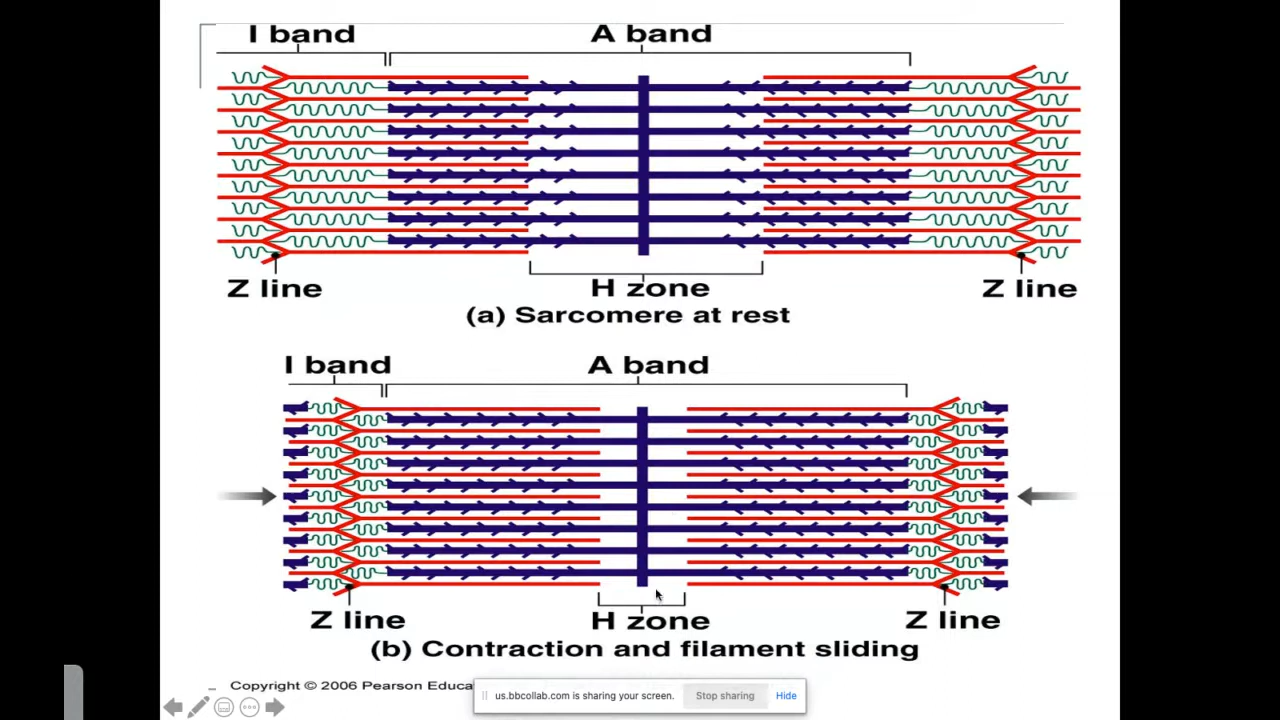 I band
A band
Z line
H zone
Z line
(a) Sarcomere at rest
I band
A band
Z line
H zone
Z line
(b) Contraction and filament sliding
Copyright © 2006 Pearson
us.bbcollab.com is sharing your screen.
Stop sharing
Hide